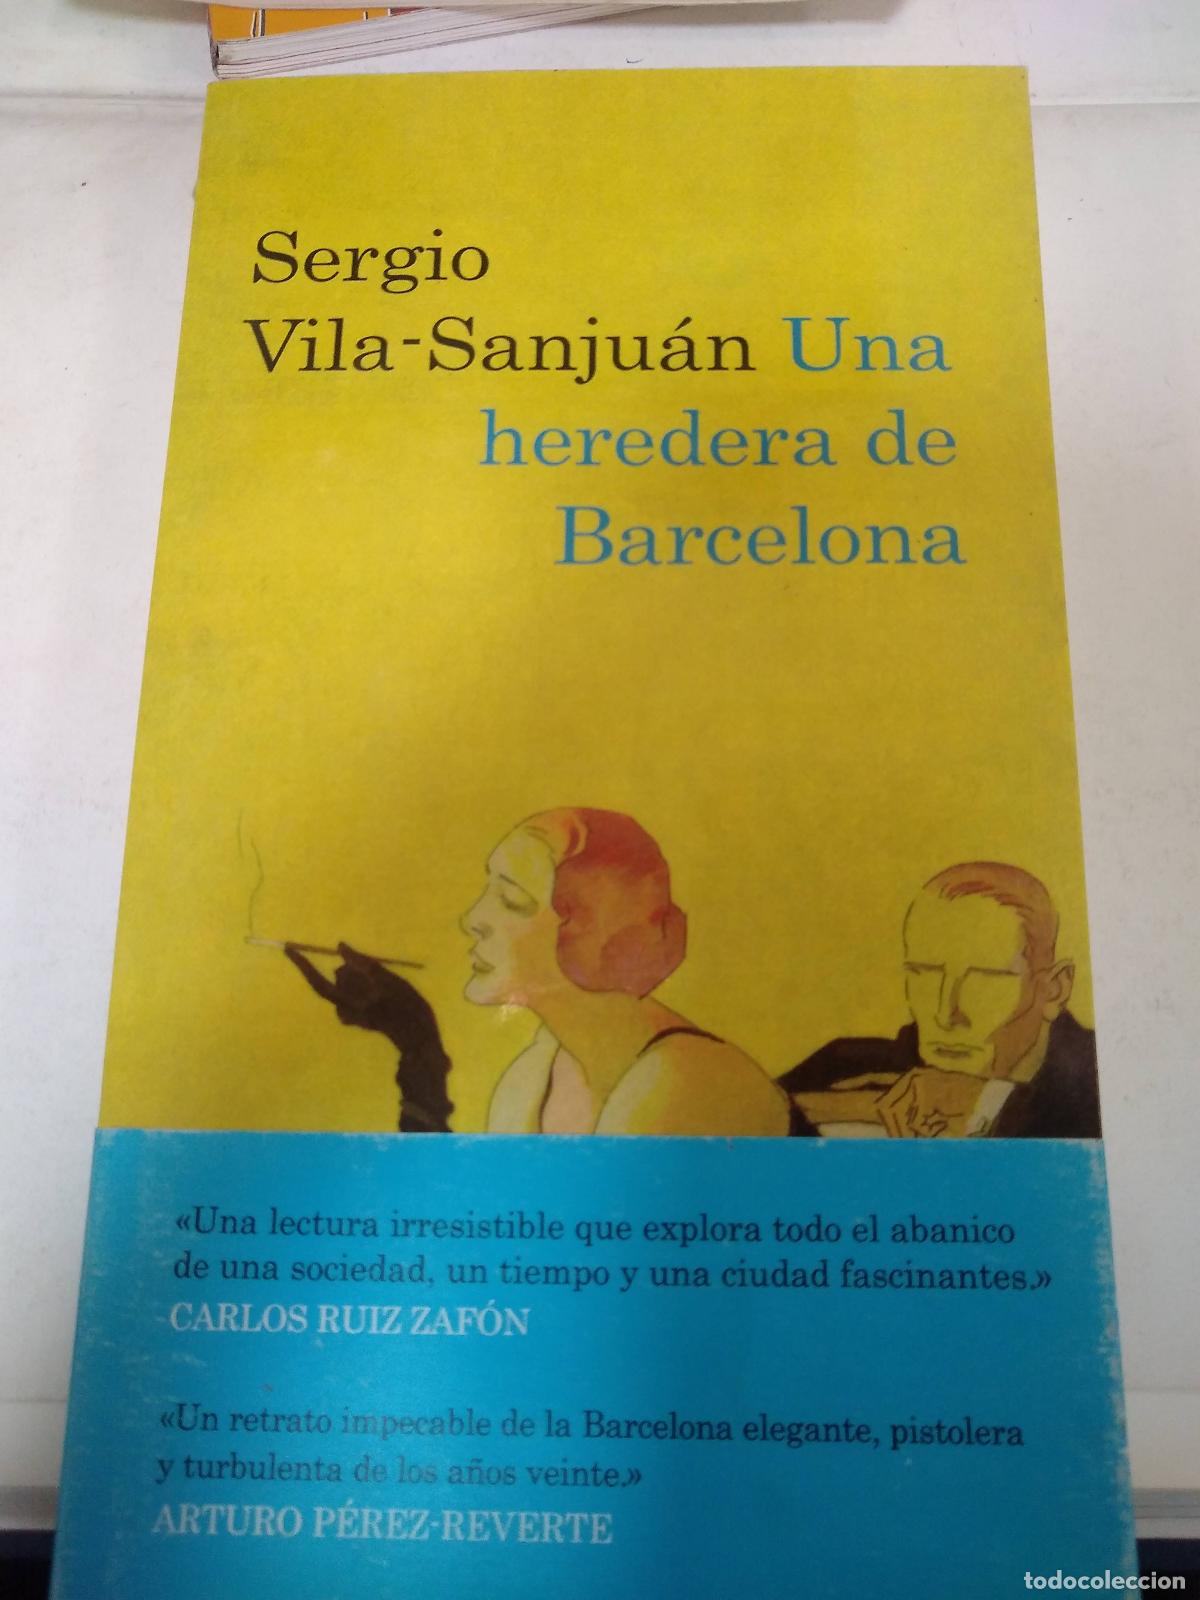 Sergio
Vila-Sanjuán Una
heredera de
Barcelona
«Una lectura irresistible que explora todo el abanico
de una sociedad, un tiempo y una ciudad fascinantes.»
CARLOS RUIZ ZAFÓN
«Un retrato impecable de la Barcelona elegante, pistolera
y turbulenta de los años veinte.»
ARTURO PÉREZ-REVERTE
todocoleccion